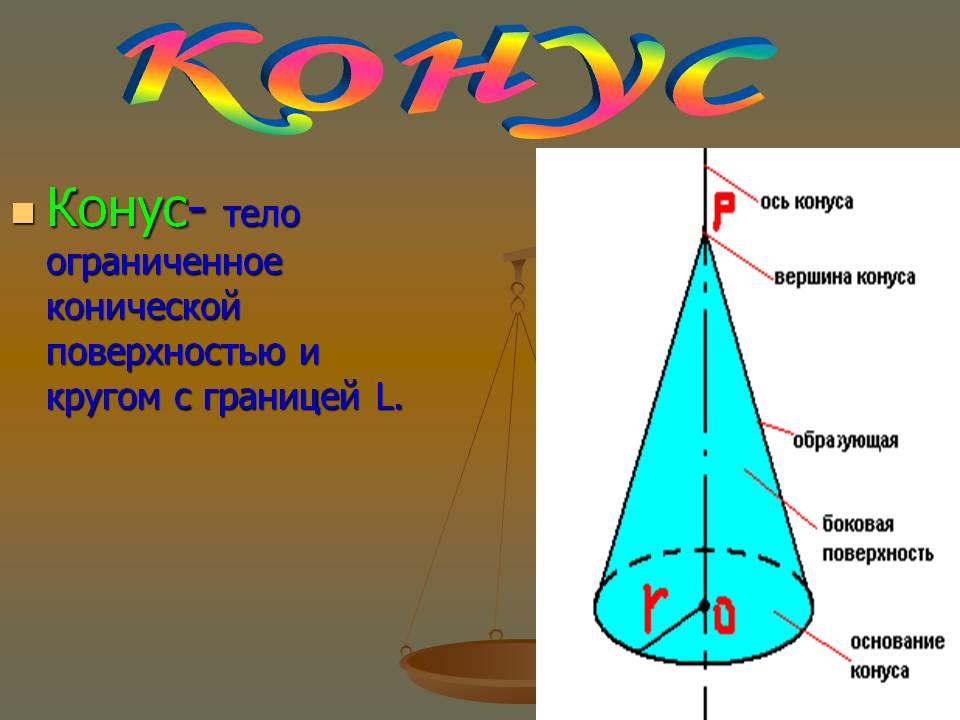 Конус
Конус- тело
ограниченное
конической
поверхностью и
кругом с границей L.
ось конуса
P
вершина конуса
образующая
боковая
поверхность
r
o
основание
конуса